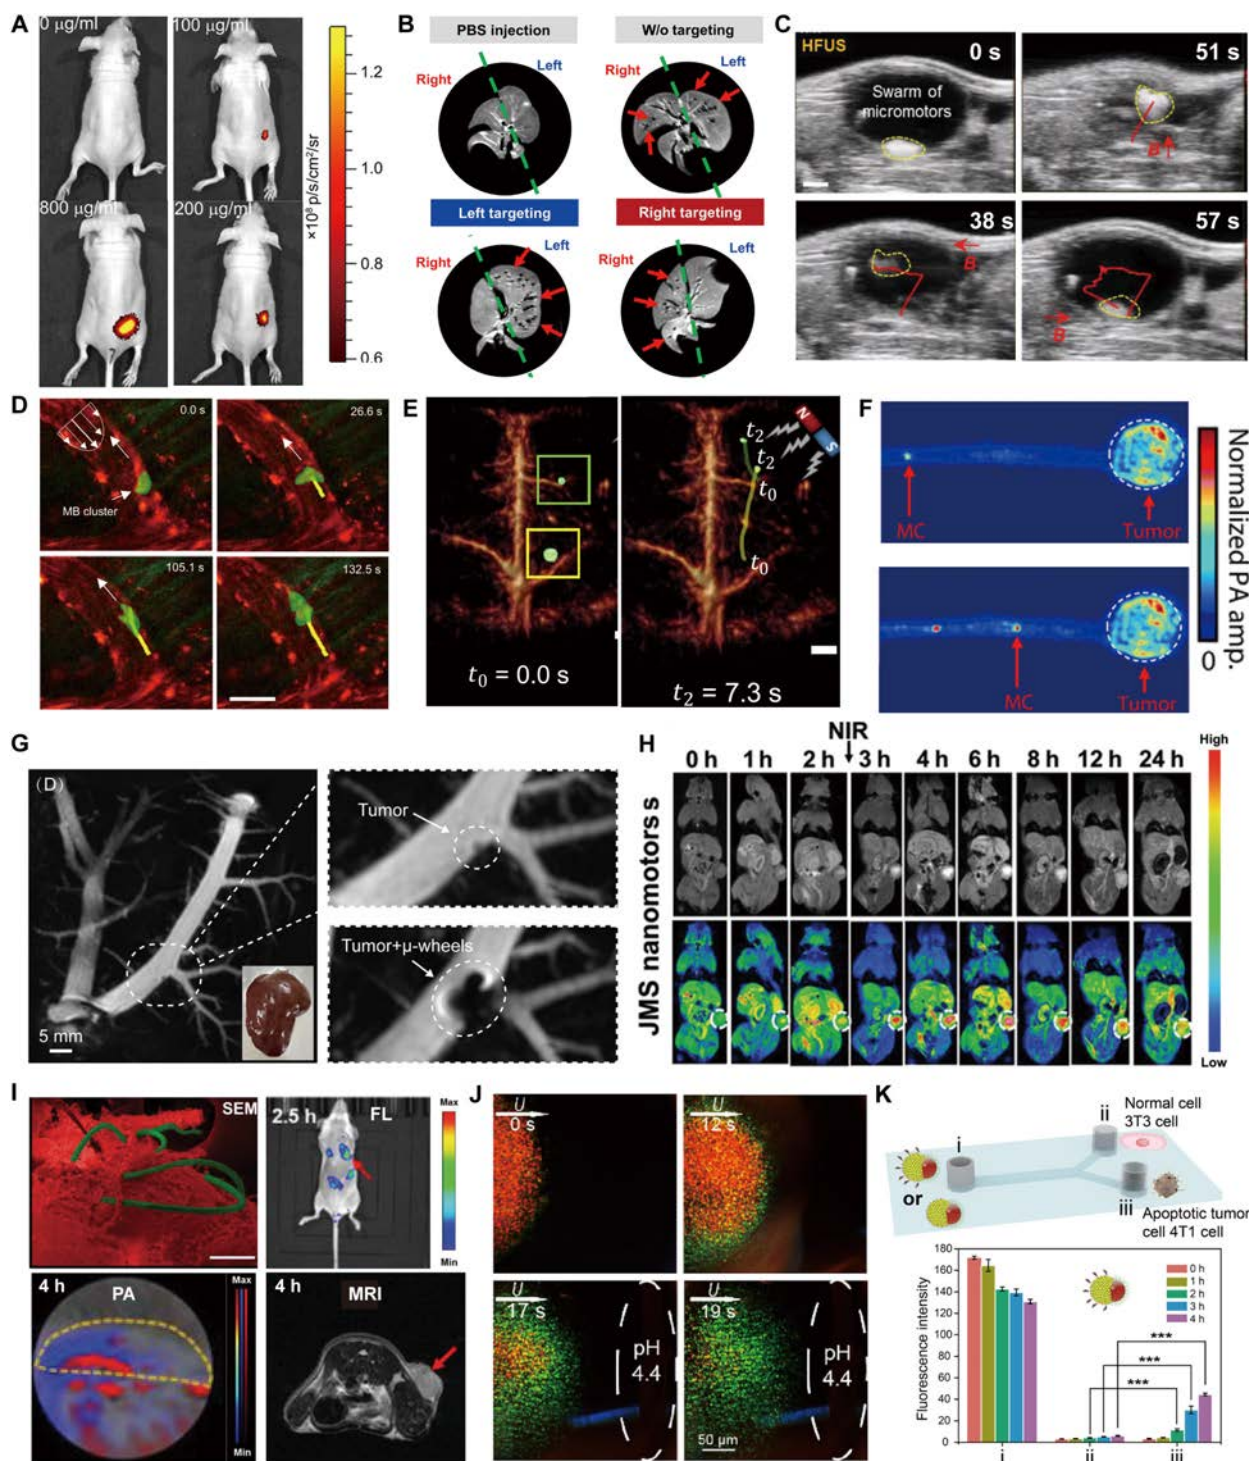 A
0 μg/ml
100 μg/ml
800 μg/ml
200 μg/ml
1.2
1.0
0.8
0.6
×10⁸ p/s/cm²/sr
B
PBS injection
W/o targeting
Right
Left
Right
Left
Left targeting
Right targeting
Right
Left
Right
Left
C
HFUS
0 s
51 s
Swarm of
micromotors
B
38 s
57 s
B
B
D
0.0 s
26.6 s
MB cluster
105.1 s
132.5 s
E
N
S
t₂
t₂
t₀
t₀
t₀ = 0.0 s
t₂ = 7.3 s
F
MC
Tumor
MC
Tumor
Normalized PA amp.
0
G
(D)
5 mm
Tumor
Tumor+μ-wheels
H
NIR
0 h
1 h
2 h
3 h
4 h
6 h
8 h
12 h
24 h
JMS nanomotors s
High
Low
I
SEM
2.5 h
FL
Max
Min
4 h
PA
Max
Min
4 h
MRI
J
U
0 s
U
12 s
U
17 s
pH
4.4
U
19 s
pH
4.4
50 μm
K
i
ii
Normal cell
3T3 cell
or
iii
Apoptotic tumor
cell 4T1 cell
Fluorescence intensity
180
160
140
120
100
80
60
40
20
0
0 h
1 h
2 h
3 h
4 h
***
***
***
i
ii
iii